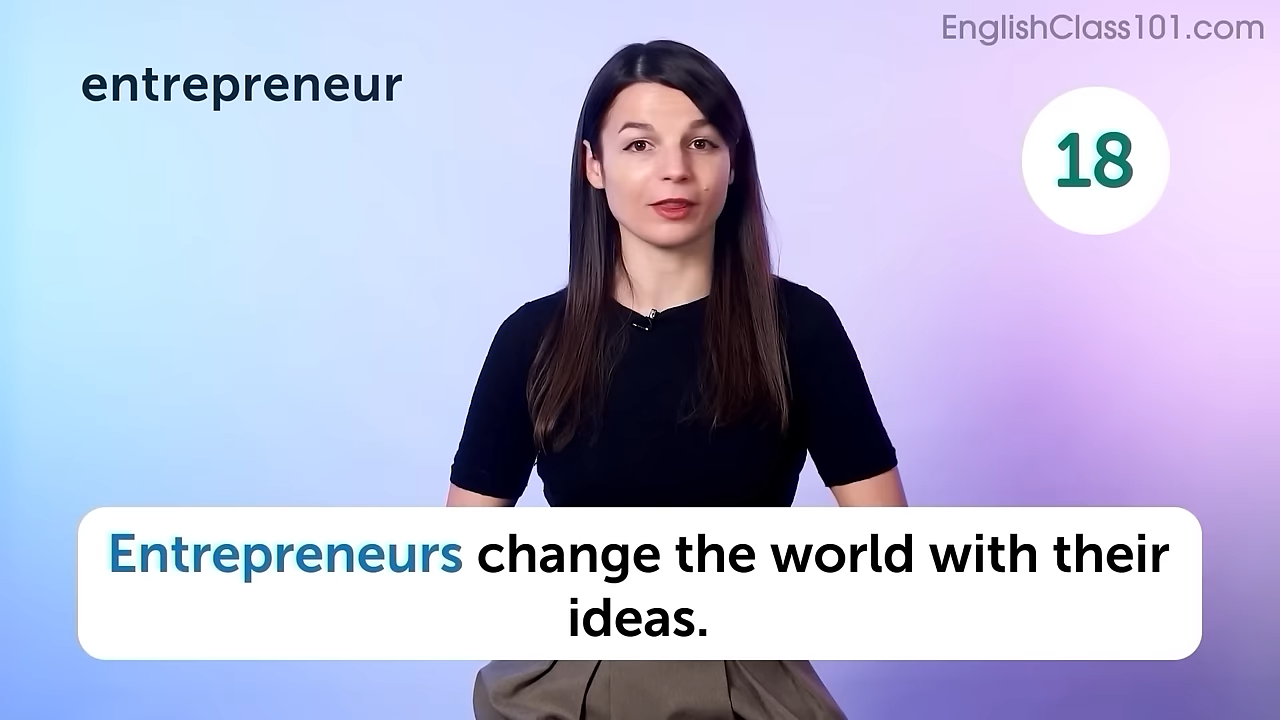 EnglishClass101.com
entrepreneur
18
Entrepreneurs change the world with their
ideas.